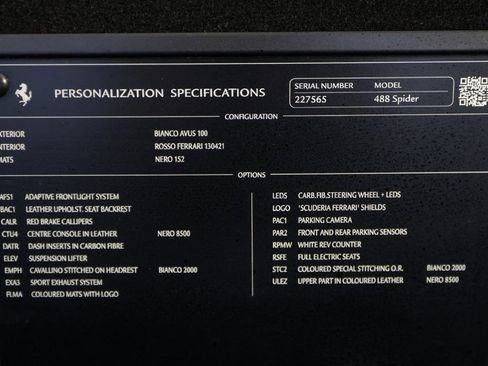 PERSONALIZATION SPECIFICATIONS
SERIAL NUMBER MODEL
227565 488 Spider
CONFIGURATION
EXTERIOR BIANCO AVUS 100
INTERIOR ROSSO FERRARI 130421
MATS NERO 152
OPTIONS
AFS1 ADAPTIVE FRONTLIGHT SYSTEM
BAC1 LEATHER UPHOLST. SEAT BACKREST
CALR RED BRAKE CALLIPERS
CTU4 CENTRE CONSOLE IN LEATHER NERO 8500
DATR DASH INSERTS IN CARBON FIBRE
ELEV SUSPENSION LIFTER
EMPH CAVALLINO STITCHED ON HEADREST BIANCO 2000
EXA3 SPORT EXHAUST SYSTEM
FLMA COLOURED MATS WITH LOGO
LEDS CARB.FIB.STEERING WHEEL + LEDS
LOGO 'SCUDERIA FERRARI' SHIELDS
PAC1 PARKING CAMERA
PAR2 FRONT AND REAR PARKING SENSORS
RPMW WHITE REV COUNTER
RSFE FULL ELECTRIC SEATS
STC2 COLOURED SPECIAL STITCHING O.R. BIANCO 2000
ULEZ UPPER PART IN COLOURED LEATHER NERO 8500